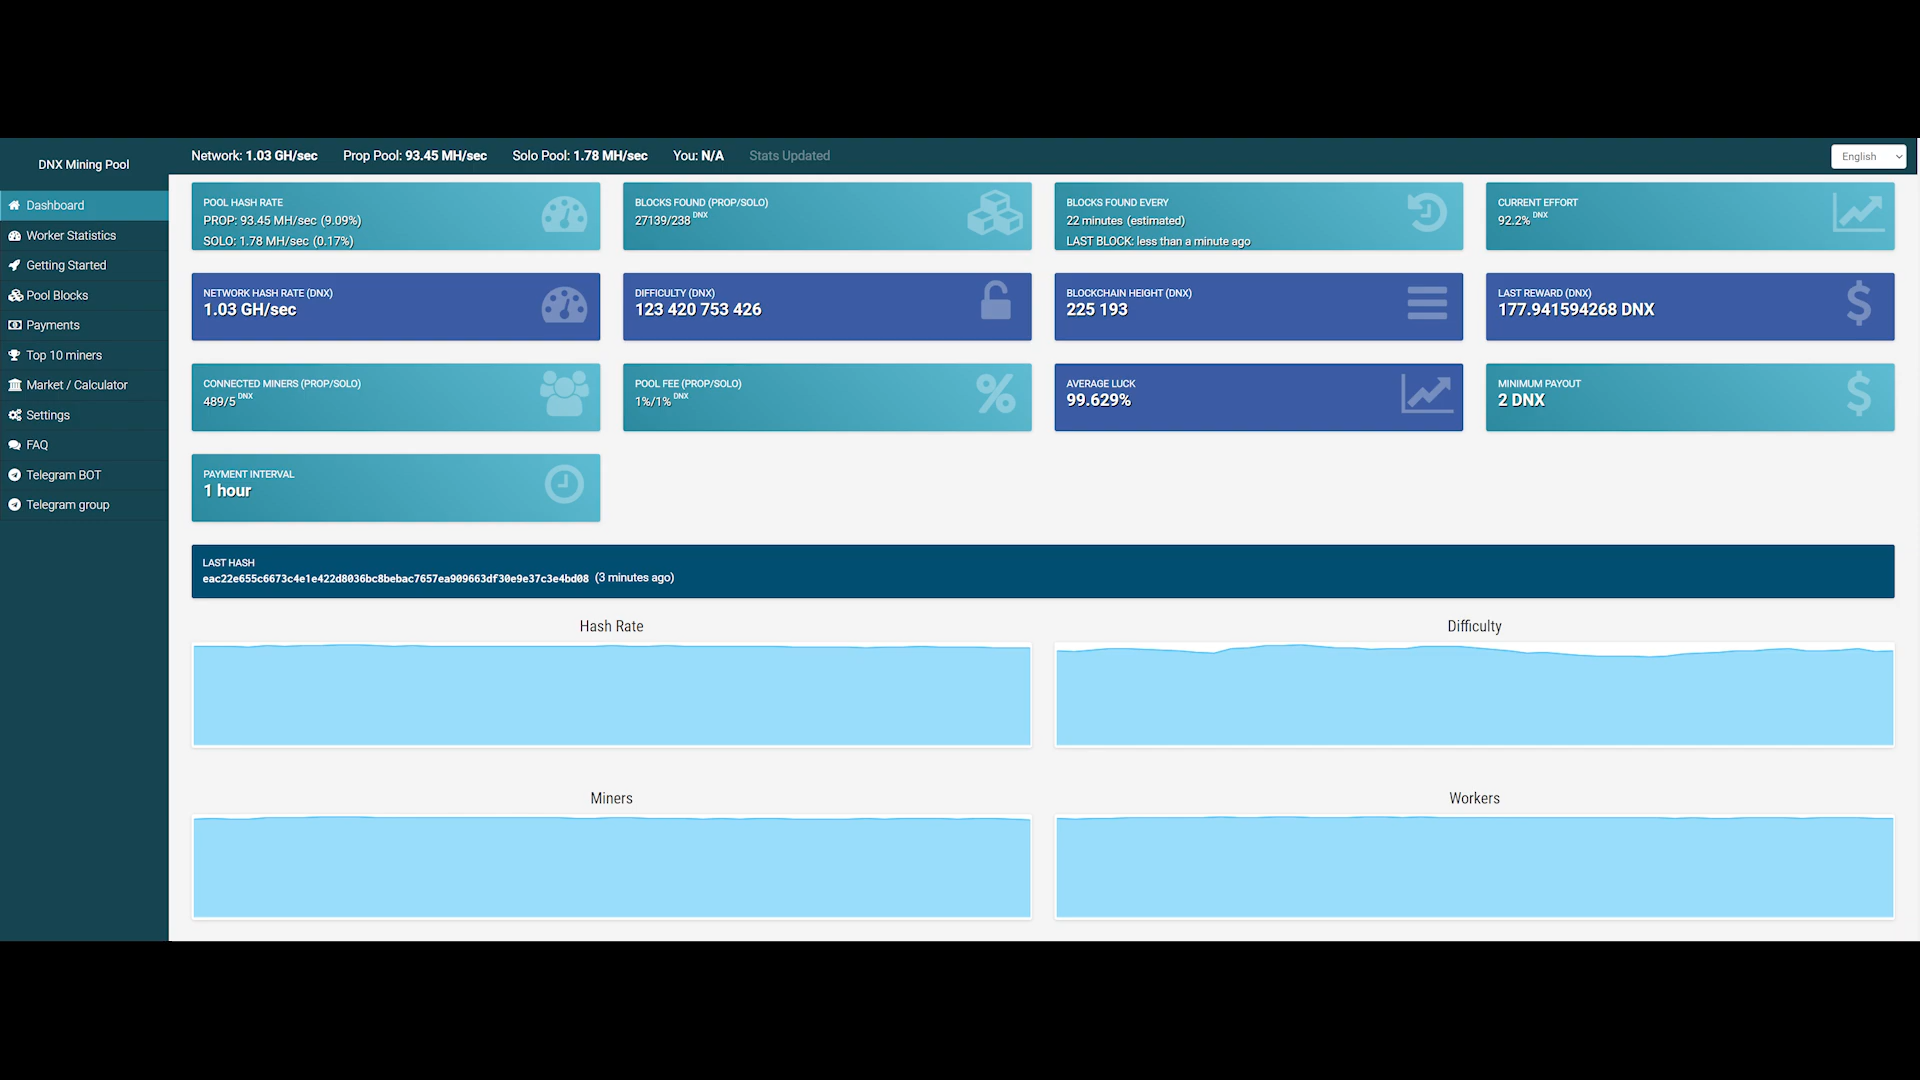 DNX Mining Pool
Network: 1.03 GH/sec Prop Pool: 93.45 MH/sec Solo Pool: 1.78 MH/sec You: N/A Stats Updated
English
Dashboard
Worker Statistics
Getting Started
Pool Blocks
Payments
Top 10 miners
Market / Calculator
Settings
FAQ
Telegram BOT
Telegram group
POOL HASH RATE
PROP: 93.45 MH/sec (9.09%)
SOLO: 1.78 MH/sec (0.17%)
BLOCKS FOUND (PROP/SOLO)
27139/238 DNX
BLOCKS FOUND EVERY
22 minutes (estimated)
LAST BLOCK: less than a minute ago
CURRENT EFFORT
92.2% DNX
NETWORK HASH RATE (DNX)
1.03 GH/sec
DIFFICULTY (DNX)
123 420 753 426
BLOCKCHAIN HEIGHT (DNX)
225 193
LAST REWARD (DNX)
177.941594268 DNX
CONNECTED MINERS (PROP/SOLO)
489/5 DNX
POOL FEE (PROP/SOLO)
1%/1% DNX
AVERAGE LUCK
99.629%
MINIMUM PAYOUT
2 DNX
PAYMENT INTERVAL
1 hour
LAST HASH
eac22e655c6673c4e1e422d8036bc8bebac7657ea909663df30e9e37c3e4bd08 (3 minutes ago)
Hash Rate
Difficulty
Miners
Workers